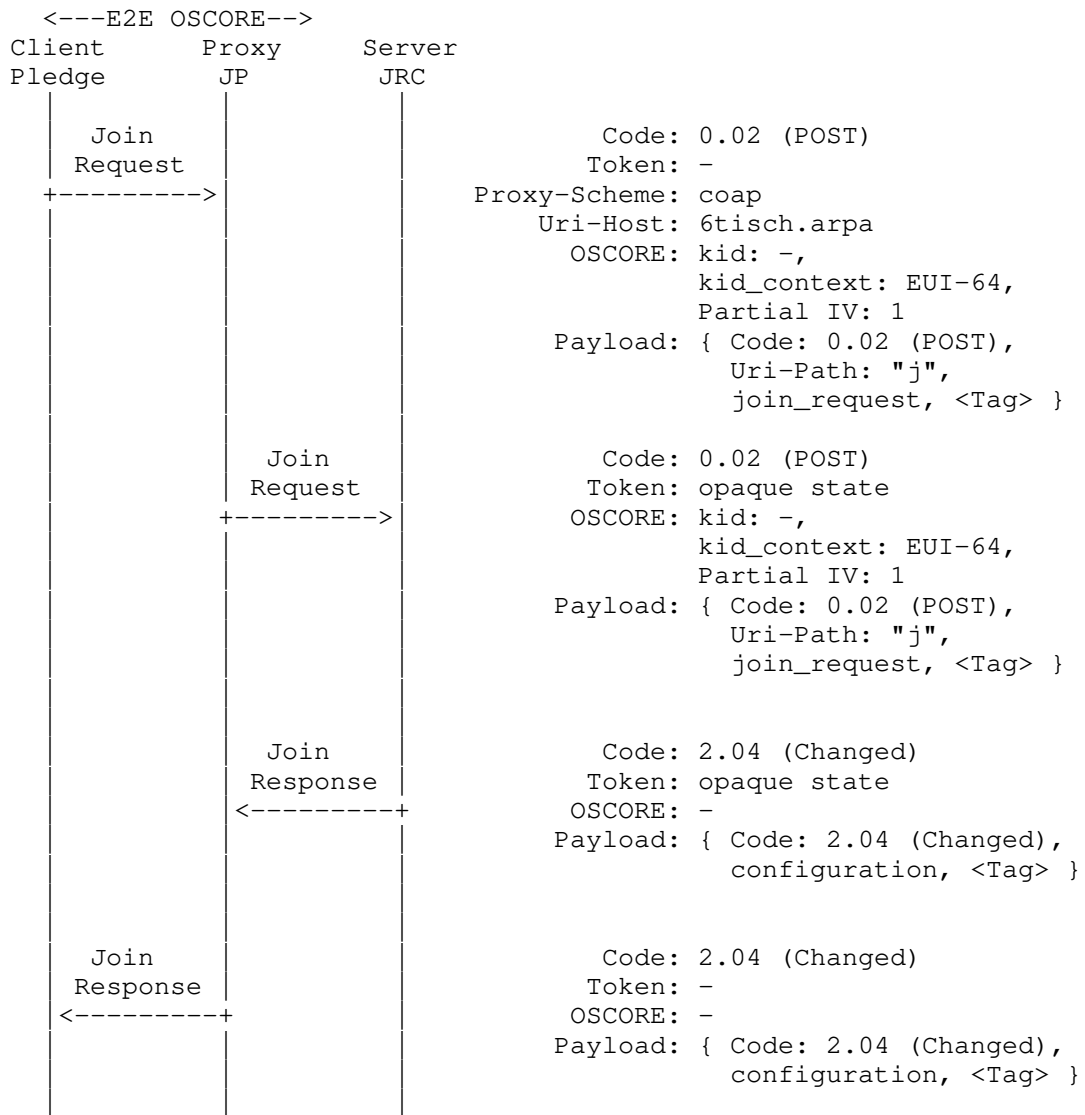 <---E2E OSCORE-->
Client Proxy Server
Pledge JP JRC
Join Code: 0.02 (POST)
Request Token: -
+--------->| Proxy-Scheme: coap
Uri-Host: 6tisch.arpa
OSCORE: kid: -,
kid_context: EUI-64,
Partial IV: 1
Payload: { Code: 0.02 (POST),
Uri-Path: "j",
join_request, <Tag> }
Join Code: 0.02 (POST)
Request Token: opaque state
+--------->| OSCORE: kid: -,
kid_context: EUI-64,
Partial IV: 1
Payload: { Code: 0.02 (POST),
Uri-Path: "j",
join_request, <Tag> }
Join Code: 2.04 (Changed)
Response Token: opaque state
|<---------+ OSCORE: -
Payload: { Code: 2.04 (Changed),
configuration, <Tag> }
Join Code: 2.04 (Changed)
Response Token: -
|<---------+ OSCORE: -
Payload: { Code: 2.04 (Changed),
configuration, <Tag> }